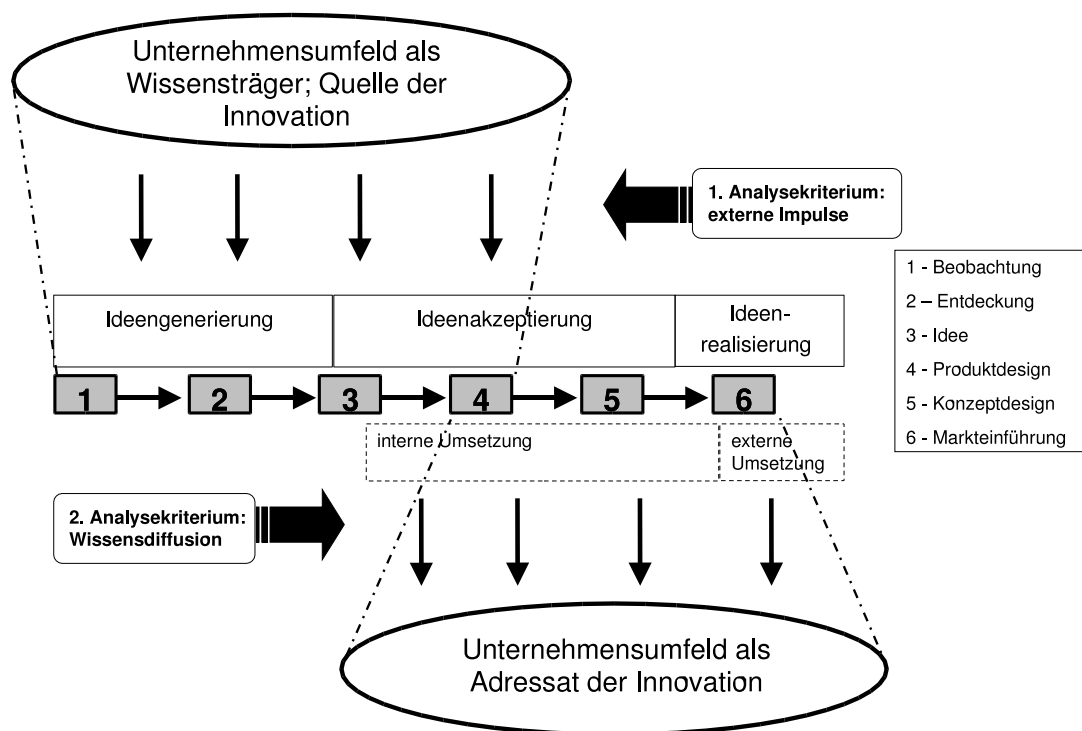 Unternehmensumfeld als
Wissensträger; Quelle der
Innovation
1. Analysekriterium:
externe Impulse
1 - Beobachtung
2 – Entdeckung
3 - Idee
4 - Produktdesign
5 - Konzeptdesign
6 - Markteinführung
Ideengenerierung
Ideenakzeptierung
Ideen-
realisierung
1
2
3
4
5
6
interne Umsetzung
externe
Umsetzung
2. Analysekriterium:
Wissensdiffusion
Unternehmensumfeld als
Adressat der Innovation